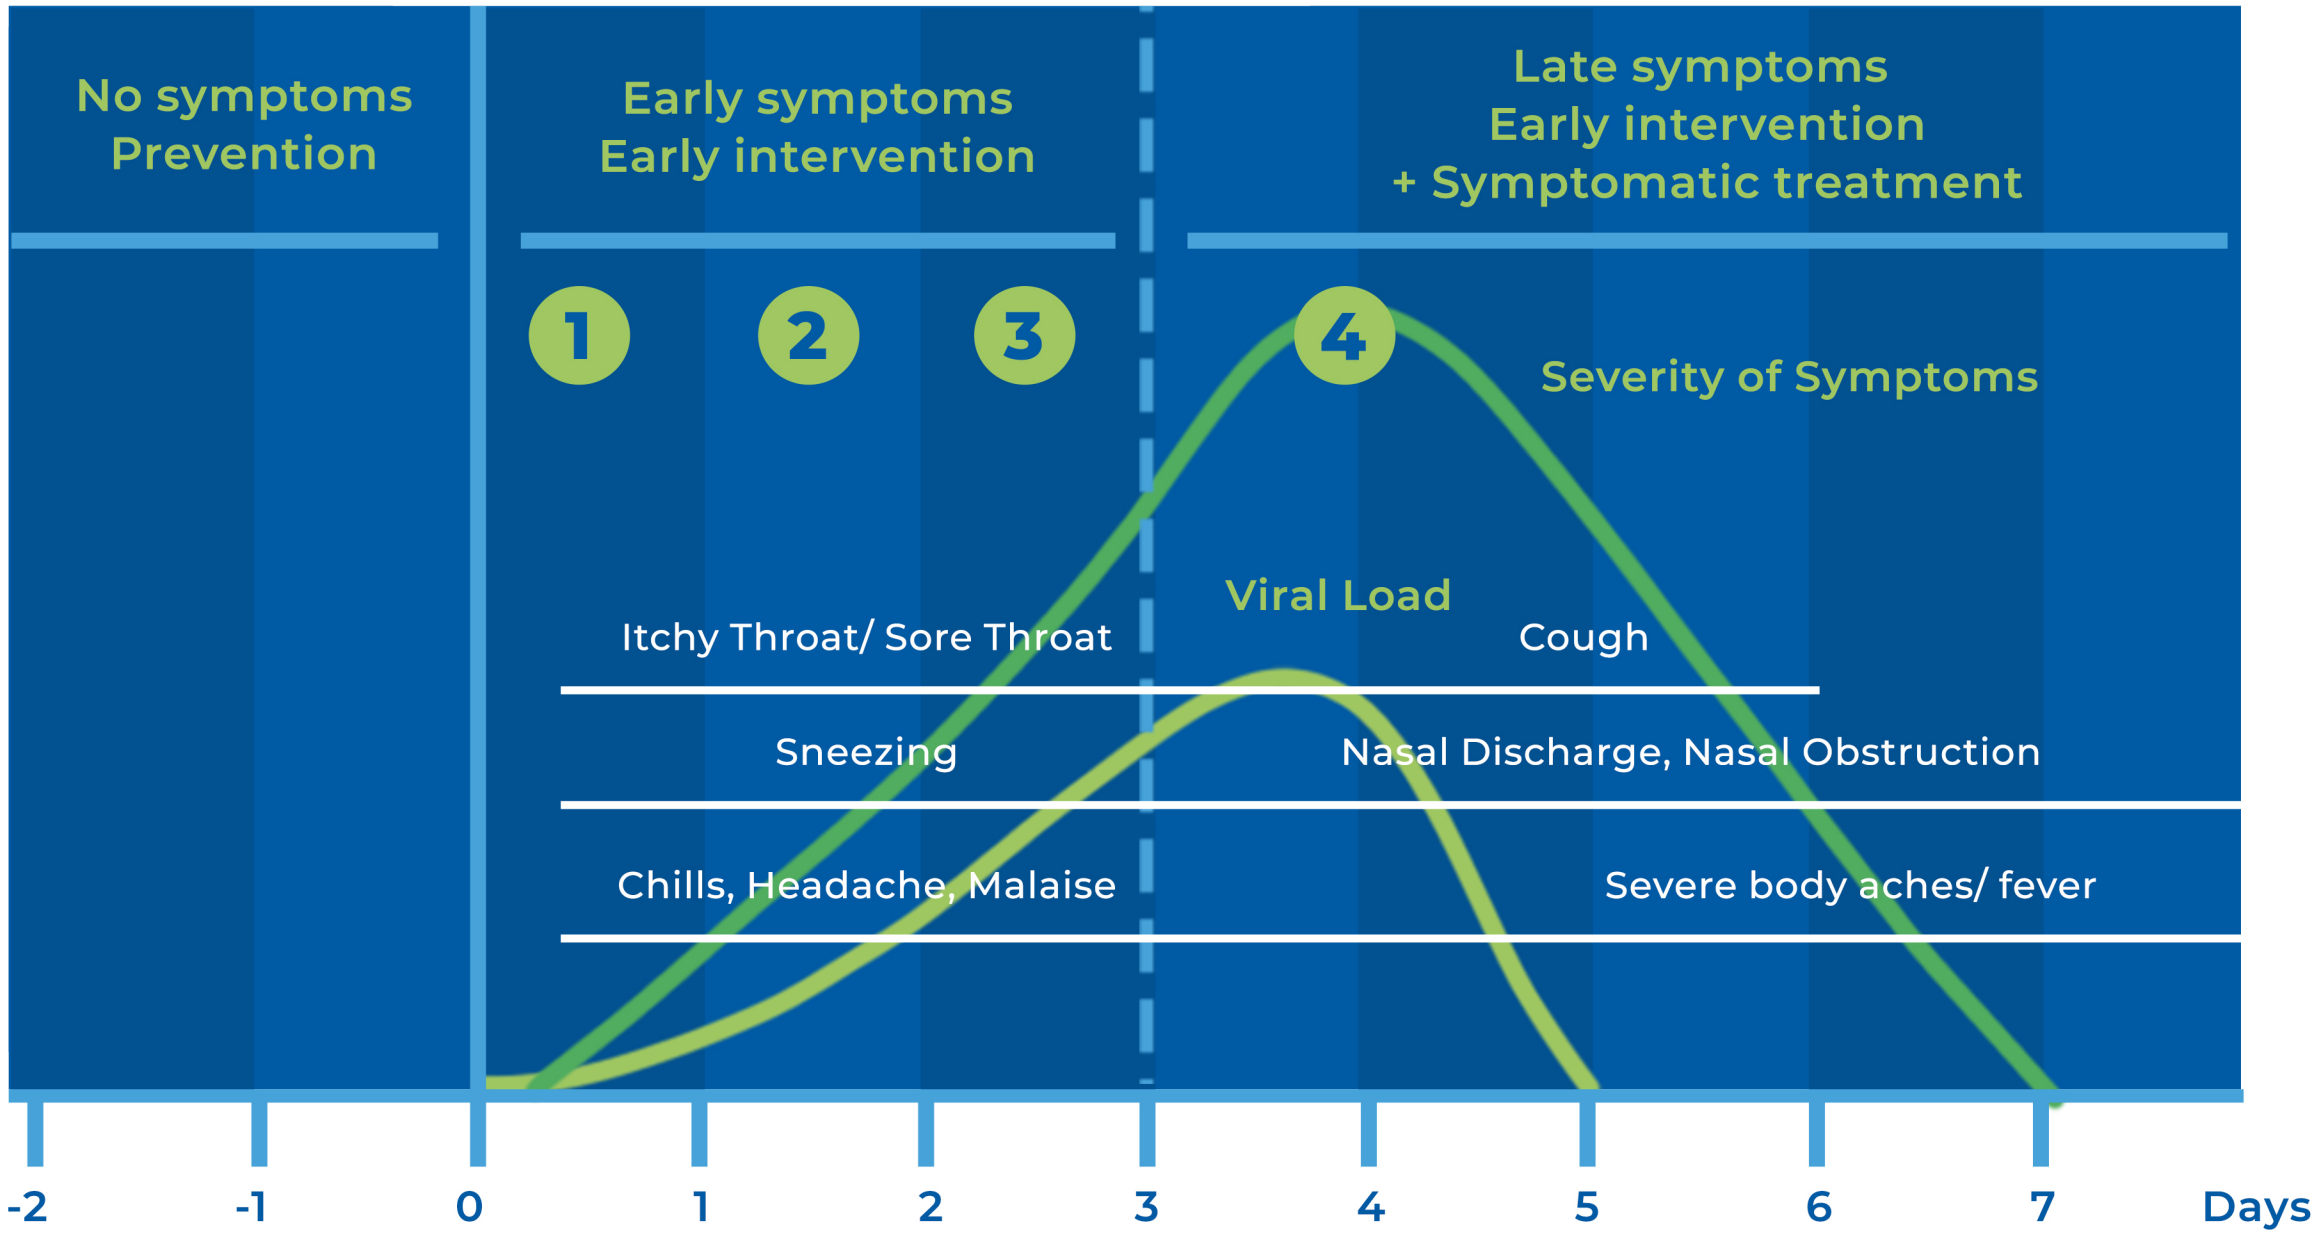 No symptoms
Prevention
Early symptoms
Early intervention
Late symptoms
Early intervention
+ Symptomatic treatment
1
2
3
4
Severity of Symptoms
Viral Load
Itchy Throat/ Sore Throat
Cough
Sneezing
Nasal Discharge, Nasal Obstruction
Chills, Headache, Malaise
Severe body aches/ fever
-2
-1
0
1
2
3
4
5
6
7
Days